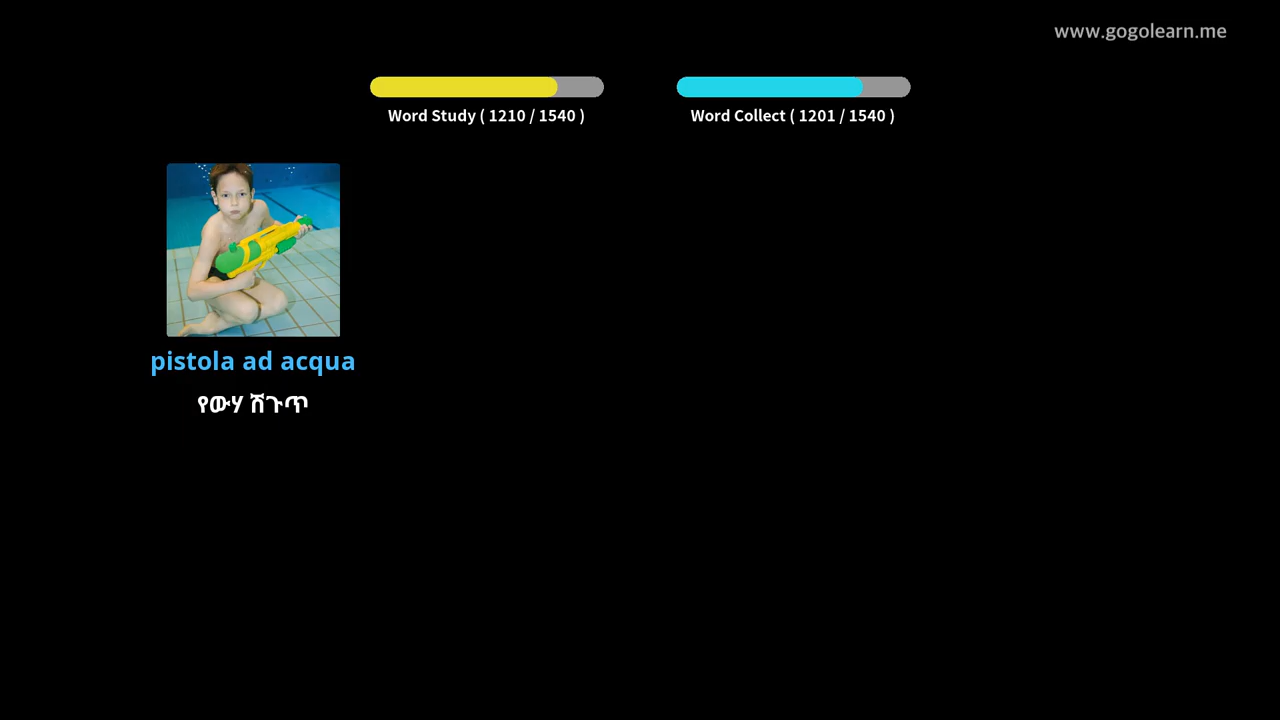 www.gogolearn.me
Word Study ( 1210 / 1540 )
Word Collect ( 1201 / 1540 )
pistola ad acqua
የውሃ ሽጉጥ